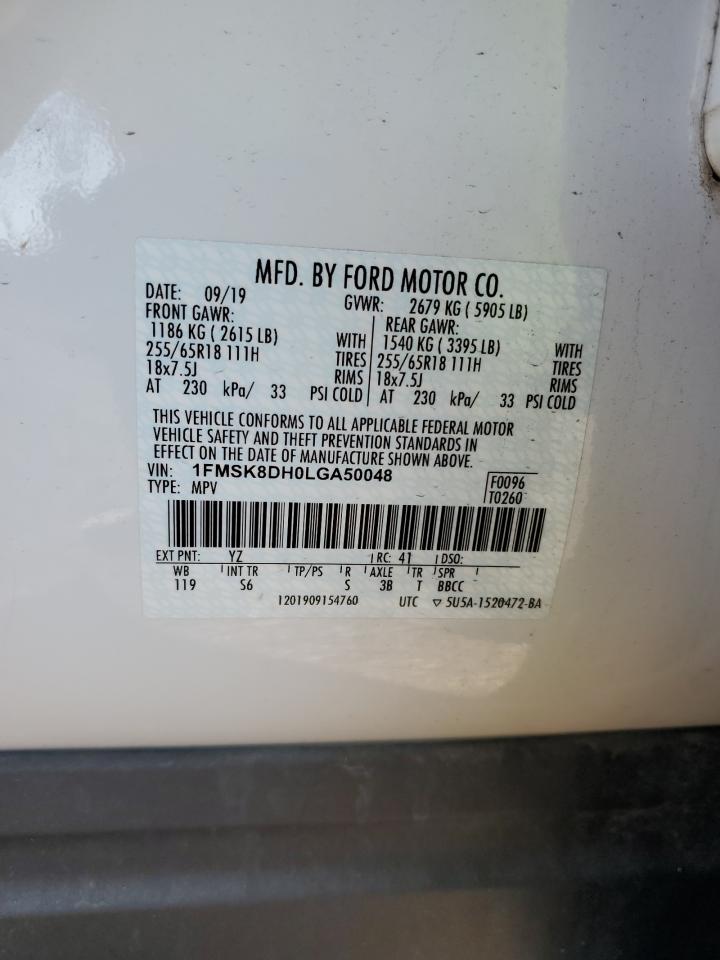 MFD. BY FORD MOTOR CO.
DATE: 09/19 GVWR: 2679 KG ( 5905 LB)
FRONT GAWR: REAR GAWR:
1186 KG ( 2615 LB) WITH 1540 KG ( 3395 LB) WITH
255/65R18 111H TIRES 255/65R18 111H TIRES
18x7.5J RIMS 18x7.5J RIMS
AT 230 kPa/ 33 PSI COLD AT 230 kPa/ 33 PSI COLD
THIS VEHICLE CONFORMS TO ALL APPLICABLE FEDERAL MOTOR
VEHICLE SAFETY AND THEFT PREVENTION STANDARDS IN
EFFECT ON THE DATE OF MANUFACTURE SHOWN ABOVE.
VIN: 1FMSK8DH0LGA50048 F0096
TYPE: MPV T0260
EXT PNT: YZ RC: 41 DSO:
WB INT TR TP/PS R AXLE TR SPR
119 S6 S 3B T BBCC
1201909154760 UTC ▽ 5U5A-1520472-BA